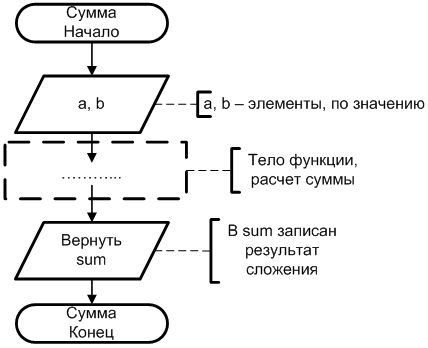 Сумма
Начало
a, b
a, b – элементы, по значению
............
Тело функции,
расчет суммы
Вернуть
sum
В sum записан
результат
сложения
Сумма
Конец